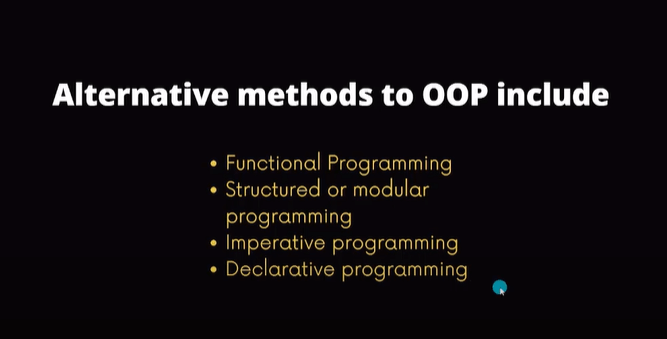 Alternative methods to OOP include
• Functional Programming
• Structured or modular
programming
• Imperative programming
• Declarative programming